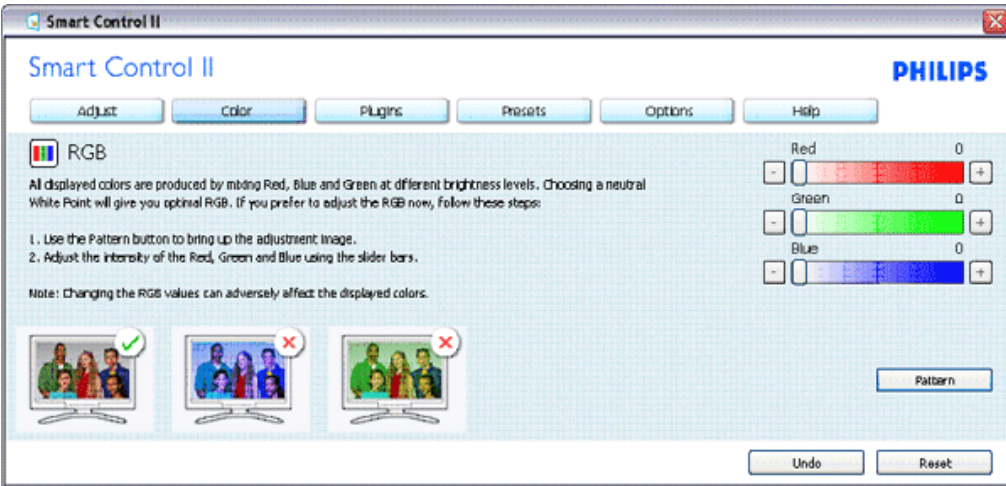 Smart Control II
Smart Control II
PHILIPS
Adjust
Color
Plugins
Presets
Options
Help
RGB
All displayed colors are produced by mixing Red, Blue and Green at different brightness levels. Choosing a neutral
White Point will give you optimal RGB. If you prefer to adjust the RGB now, follow these steps:
1. Use the Pattern button to bring up the adjustment image.
2. Adjust the intensity of the Red, Green and Blue using the slider bars.
Note: Changing the RGB values can adversely affect the displayed colors.
Red 0
- +
Green 0
- +
Blue 0
- +
Pattern
Undo
Reset